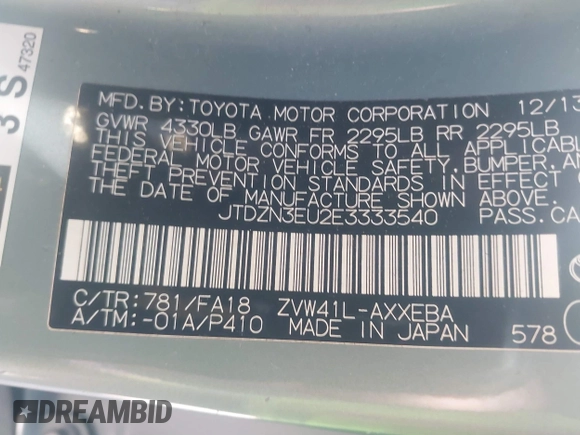 3 S 47320
MFD.BY:TOYOTA MOTOR CORPORATION 12/13
GVWR 4330LB GAWR FR 2295LB RR 2295LB
THIS VEHICLE CONFORMS TO ALL APPLICABL
FEDERAL MOTOR VEHICLE SAFETY,BUMPER,AN
THEFT PREVENTION STANDARDS IN EFFECT O
THE DATE OF MANUFACTURE SHOWN ABOVE.
JTDZN3EU2E3333540 PASS.CA
C/TR:781/FA18 ZVW41L-AXXEBA
A/TM:-01A/P410 MADE IN JAPAN 578
DREAMBID